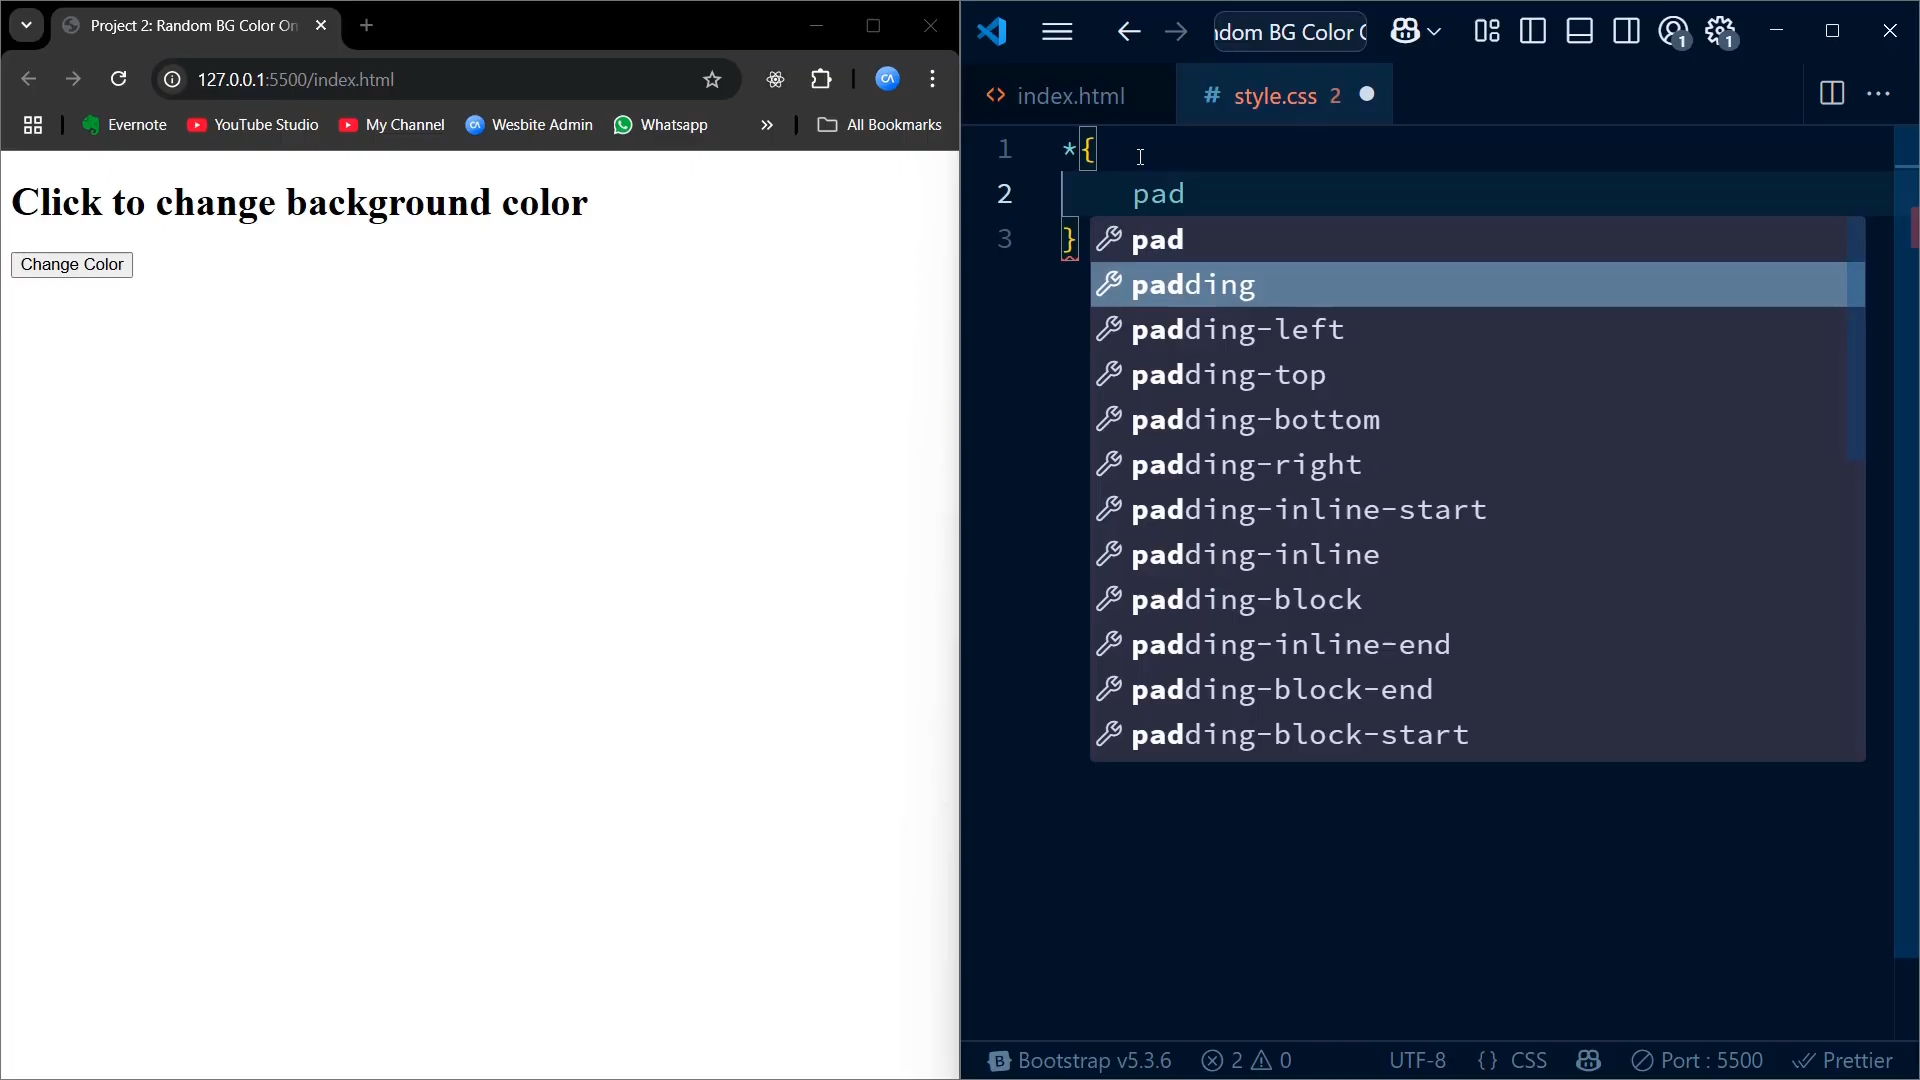 Project 2: Random BG Color On
127.0.0.1:5500/index.html
Evernote
YouTube Studio
My Channel
Wesbite Admin
Whatsapp
All Bookmarks
Click to change background color
Change Color
ndom BG Color
1
1
index.html
style.css 2
1 *{
2 pad
3 }
pad
padding
padding-left
padding-top
padding-bottom
padding-right
padding-inline-start
padding-inline
padding-block
padding-inline-end
padding-block-end
padding-block-start
Bootstrap v5.3.6
2
0
UTF-8
{ } CSS
Port : 5500
Prettier